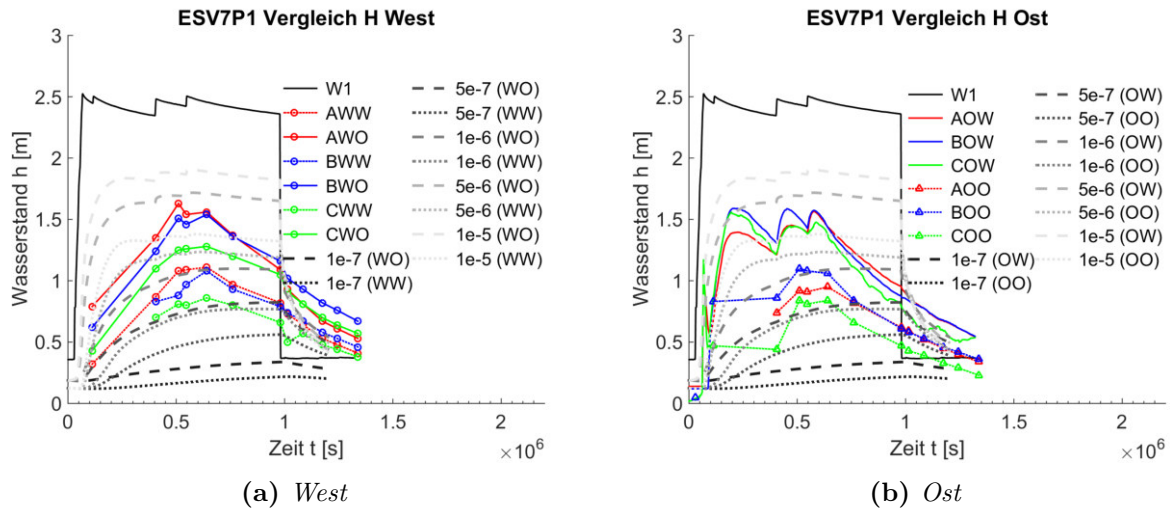 ESV7P1 Vergleich H West
Wasserstand h [m]
3
2.5
2
1.5
1
0.5
0
W1
AWW
AWO
BWW
BWO
CWW
CWO
1e-7 (WO)
1e-7 (WW)
5e-7 (WO)
5e-7 (WW)
1e-6 (WO)
1e-6 (WW)
5e-6 (WO)
5e-6 (WW)
1e-5 (WO)
1e-5 (WW)
0 0.5 1 1.5 2
Zeit t [s]
×10^6
(a) West
ESV7P1 Vergleich H Ost
Wasserstand h [m]
3
2.5
2
1.5
1
0.5
0
W1
AOW
BOW
COW
AOO
BOO
COO
1e-7 (OW)
1e-7 (OO)
5e-7 (OW)
5e-7 (OO)
1e-6 (OW)
1e-6 (OO)
5e-6 (OW)
5e-6 (OO)
1e-5 (OW)
1e-5 (OO)
0 0.5 1 1.5 2
Zeit t [s]
×10^6
(b) Ost